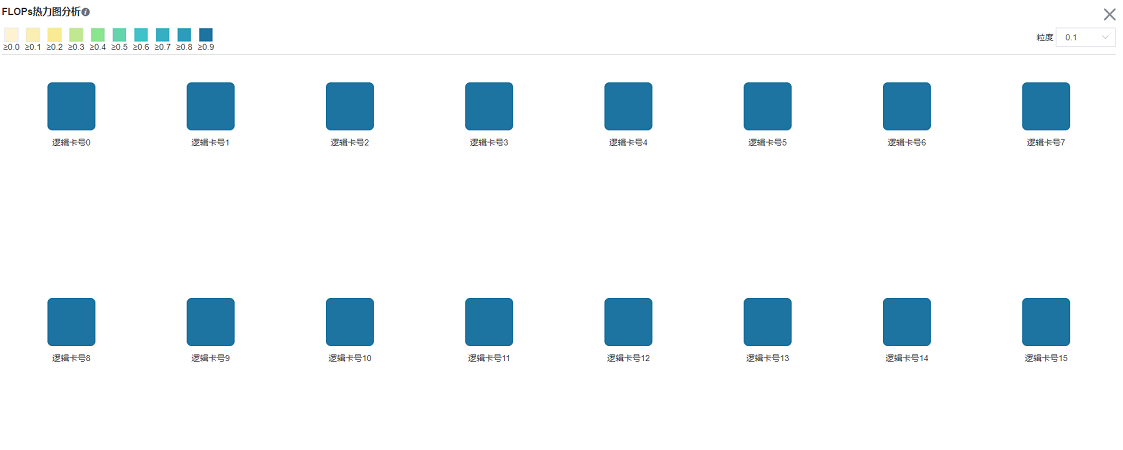 FLOPs热力图分析
≥0.0 ≥0.1 ≥0.2 ≥0.3 ≥0.4 ≥0.5 ≥0.6 ≥0.7 ≥0.8 ≥0.9
粒度 0.1
逻辑卡号0 逻辑卡号1 逻辑卡号2 逻辑卡号3 逻辑卡号4 逻辑卡号5 逻辑卡号6 逻辑卡号7
逻辑卡号8 逻辑卡号9 逻辑卡号10 逻辑卡号11 逻辑卡号12 逻辑卡号13 逻辑卡号14 逻辑卡号15